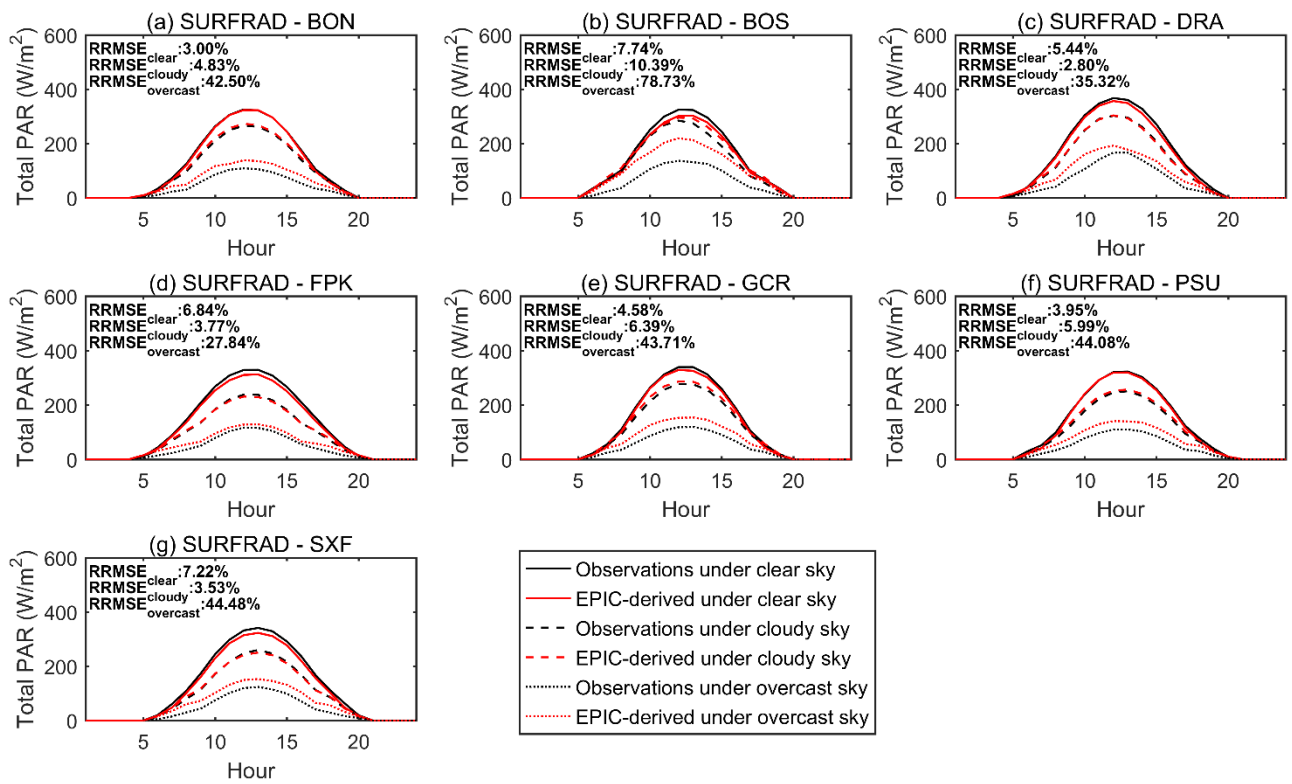 (a) SURFRAD - BON
RRMSE clear:3.00%
RRMSE cloudy:4.83%
RRMSE overcast:42.50%
Total PAR (W/m²)
600
400
200
0
5 10 15 20
Hour
(b) SURFRAD - BOS
RRMSE clear:7.74%
RRMSE cloudy:10.39%
RRMSE overcast:78.73%
Total PAR (W/m²)
600
400
200
0
5 10 15 20
Hour
(c) SURFRAD - DRA
RRMSE clear:5.44%
RRMSE cloudy:2.80%
RRMSE overcast:35.32%
Total PAR (W/m²)
600
400
200
0
5 10 15 20
Hour
(d) SURFRAD - FPK
RRMSE clear:6.84%
RRMSE cloudy:3.77%
RRMSE overcast:27.84%
Total PAR (W/m²)
600
400
200
0
5 10 15 20
Hour
(e) SURFRAD - GCR
RRMSE clear:4.58%
RRMSE cloudy:6.39%
RRMSE overcast:43.71%
Total PAR (W/m²)
600
400
200
0
5 10 15 20
Hour
(f) SURFRAD - PSU
RRMSE clear:3.95%
RRMSE cloudy:5.99%
RRMSE overcast:44.08%
Total PAR (W/m²)
600
400
200
0
5 10 15 20
Hour
(g) SURFRAD - SXF
RRMSE clear:7.22%
RRMSE cloudy:3.53%
RRMSE overcast:44.48%
Total PAR (W/m²)
600
400
200
0
5 10 15 20
Hour
Observations under clear sky
EPIC-derived under clear sky
Observations under cloudy sky
EPIC-derived under cloudy sky
Observations under overcast sky
EPIC-derived under overcast sky